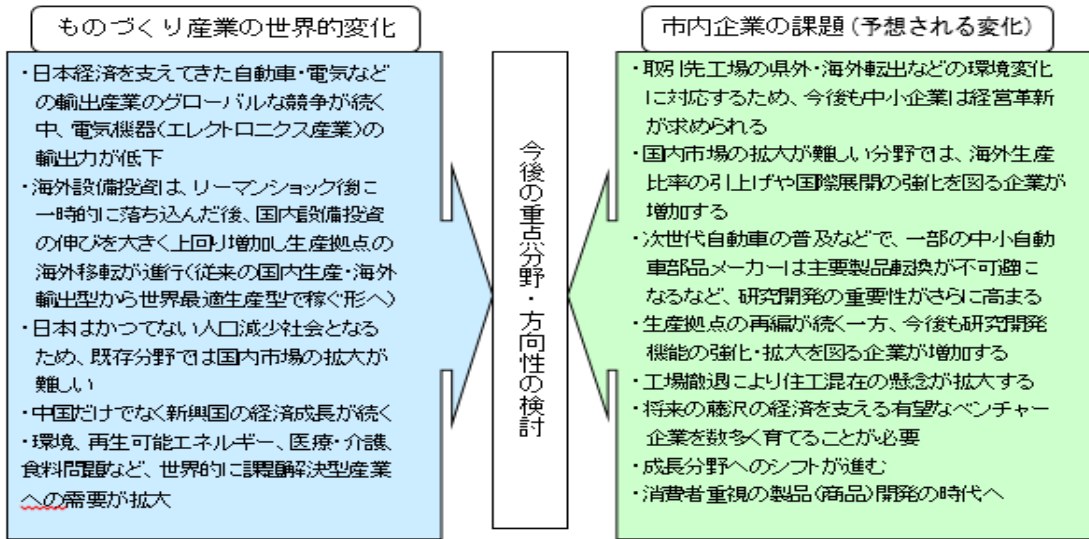 ものづくり産業の世界的変化
・日本経済を支えてきた自動車・電気など
の輸出産業のグローバルな競争が続く
中、電気機器(エレクトロニクス産業)の
輸出力が低下
・海外設備投資は、リーマンショック後に
一時的に落ち込んだ後、国内設備投資
の伸びを大きく上回り増加し生産拠点の
海外移転が進行(従来の国内生産・海外
輸出型から世界最適生産型で稼ぐ形へ)
・日本はかつてない人口減少社会となる
ため、既存分野では国内市場の拡大が
難しい
・中国だけでなく新興国の経済成長が続く
・環境、再生可能エネルギー、医療・介護、
食料問題など、世界的に課題解決型産業
への需要が拡大
今後の重点分野・方向性の検討
市内企業の課題(予想される変化)
・取引先工場の県外・海外転出などの環境変化
に対応するため、今後も中小企業は経営革新
が求められる
・国内市場の拡大が難しい分野では、海外生産
比率の引上げや国際展開の強化を図る企業が
増加する
・次世代自動車の普及などで、一部の中小自動
車部品メーカーは主要製品転換が不可避に
なるなど、研究開発の重要性がさらに高まる
・生産拠点の再編が続く一方、今後も研究開発
機能の強化・拡大を図る企業が増加する
・工場撤退により住工混在の懸念が拡大する
・将来の藤沢の経済を支える有望なベンチャー
企業を数多く育てることが必要
・成長分野へのシフトが進む
・消費者重視の製品(商品)開発の時代へ